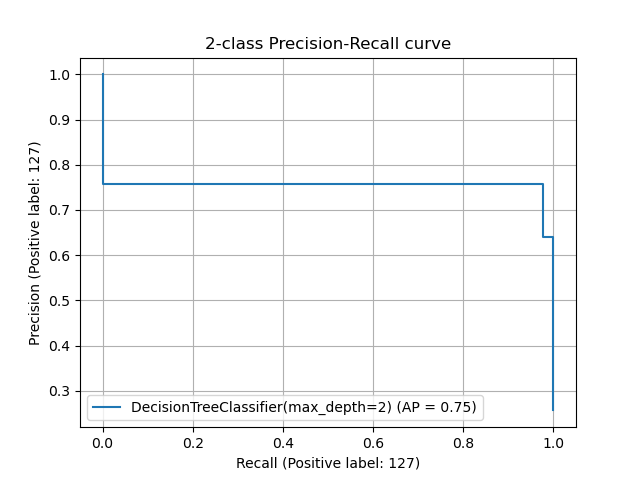 2-class Precision-Recall curve
Precision (Positive label: 127)
1.0
0.9
0.8
0.7
0.6
0.5
0.4
0.3
DecisionTreeClassifier(max_depth=2) (AP = 0.75)
0.0 0.2 0.4 0.6 0.8 1.0
Recall (Positive label: 127)